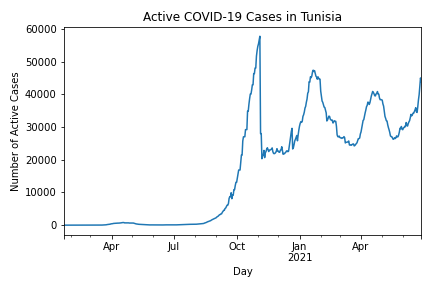 Active COVID-19 Cases in Tunisia
60000
50000
40000
30000
20000
10000
0
Number of Active Cases
Apr
Jul
Oct
Jan
2021
Apr
Day